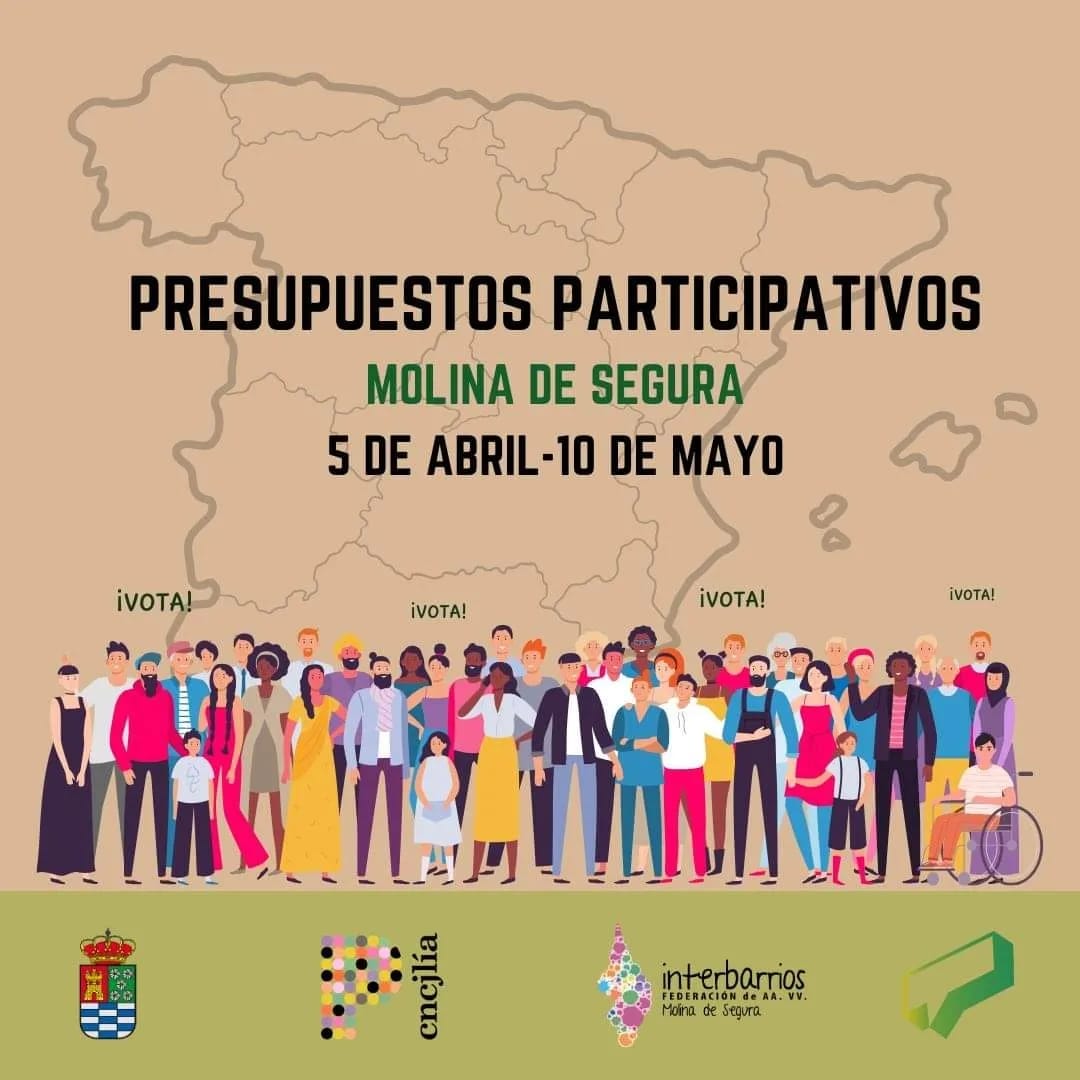 PRESUPUESTOS PARTICIPATIVOS
MOLINA DE SEGURA
5 DE ABRIL-10 DE MAYO
¡VOTA!
¡VOTA!
¡VOTA!
¡VOTA!
P
cncjlía
interbarrios
FEDERACIÓN de AA. VV.
Molina de Segura